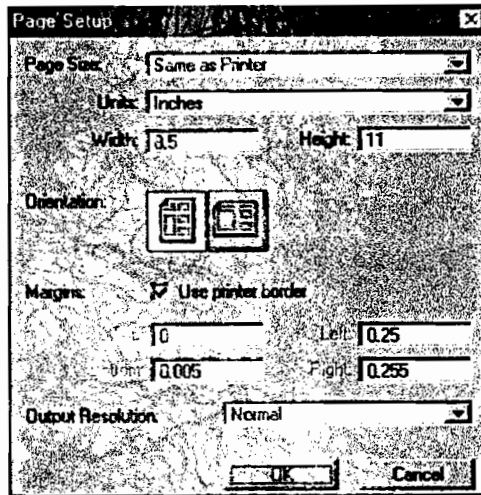 Page Setup
Page Size: Same as Printer
Units: Inches
Width: 8.5 Height: 11
Orientation:
Margins: Use printer border
0 Left: 0.25
0.005 Right: 0.255
Output Resolution: Normal
OK Cancel